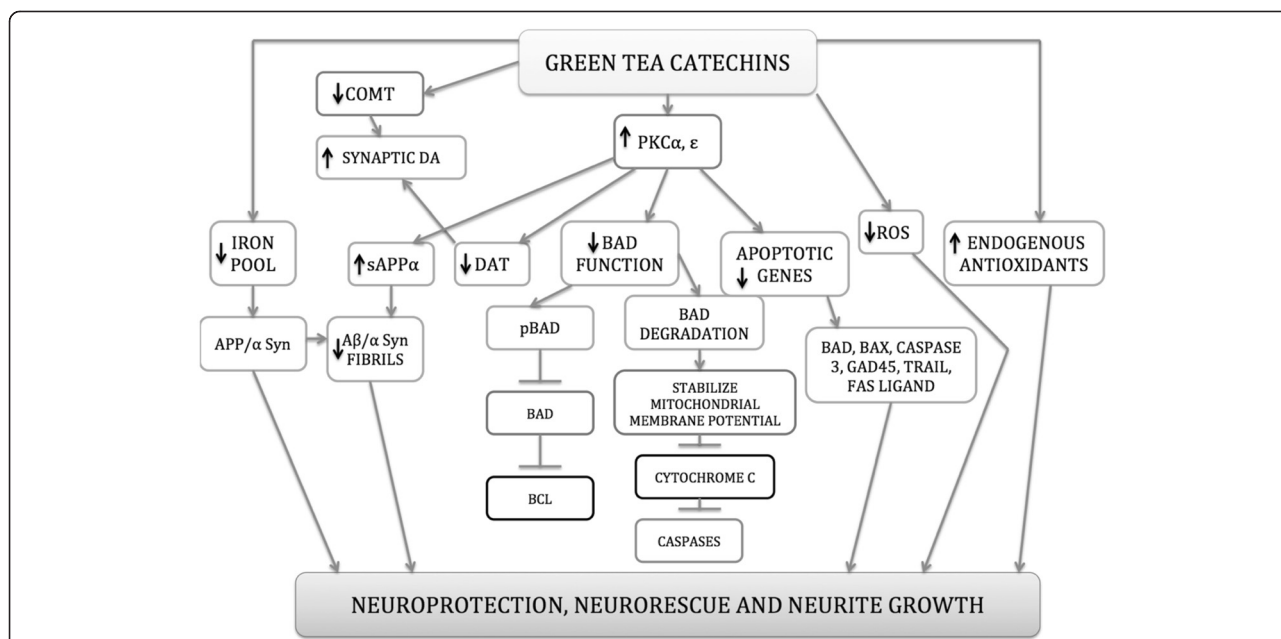 GREEN TEA CATECHINS
↓COMT
↑ SYNAPTIC DA
↑ PKCα, ε
↓ IRON
POOL
↑sAPPα
↓ DAT
↓BAD
FUNCTION
APOPTOTIC
↓ GENES
↓ROS
↑ ENDOGENOUS
ANTIOXIDANTS
APP/α Syn
↓ Aβ/α Syn
FIBRILS
pBAD
BAD
DEGRADATION
BAD, BAX, CASPASE
3, GAD45, TRAIL,
FAS LIGAND
BAD
STABILIZE
MITOCHONDRIAL
MEMBRANE POTENTIAL
BCL
CYTOCHROME C
CASPASES
NEUROPROTECTION, NEURORESCUE AND NEURITE GROWTH